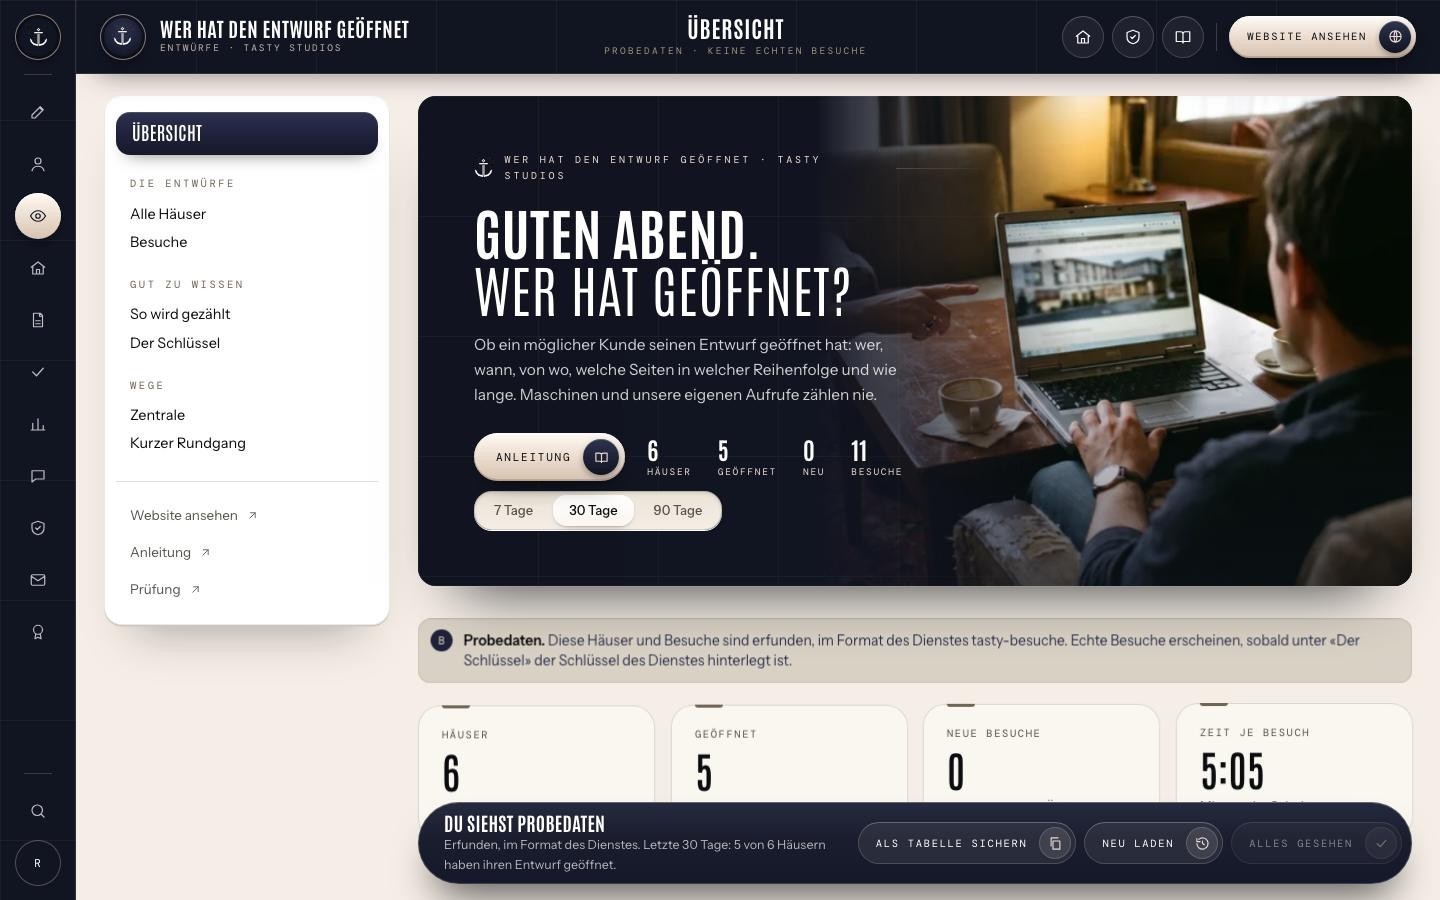 WER HAT DEN ENTWURF GEÖFFNET
ENTWÜRFE · TASTY STUDIOS
ÜBERSICHT
PROBEDATEN · KEINE ECHTEN BESUCHE
WEBSITE ANSEHEN
ÜBERSICHT
DIE ENTWÜRFE
Alle Häuser
Besuche
GUT ZU WISSEN
So wird gezählt
Der Schlüssel
WEGE
Zentrale
Kurzer Rundgang
Website ansehen
Anleitung
Prüfung
R
WER HAT DEN ENTWURF GEÖFFNET · TASTY
STUDIOS
GUTEN ABEND.
WER HAT GEÖFFNET?
Ob ein möglicher Kunde seinen Entwurf geöffnet hat: wer,
wann, von wo, welche Seiten in welcher Reihenfolge und wie
lange. Maschinen und unsere eigenen Aufrufe zählen nie.
ANLEITUNG
6 5 0 11
HÄUSER GEÖFFNET NEU BESUCHE
7 Tage 30 Tage 90 Tage
B Probedaten. Diese Häuser und Besuche sind erfunden, im Format des Dienstes tasty-besuche. Echte Besuche erscheinen, sobald unter «Der
Schlüssel» der Schlüssel des Dienstes hinterlegt ist.
HÄUSER GEÖFFNET NEUE BESUCHE ZEIT JE BESUCH
6 5 0 5:05
DU SIEHST PROBEDATEN
Erfunden, im Format des Dienstes. Letzte 30 Tage: 5 von 6 Häusern
haben ihren Entwurf geöffnet.
ALS TABELLE SICHERN NEU LADEN ALLES GESEHEN